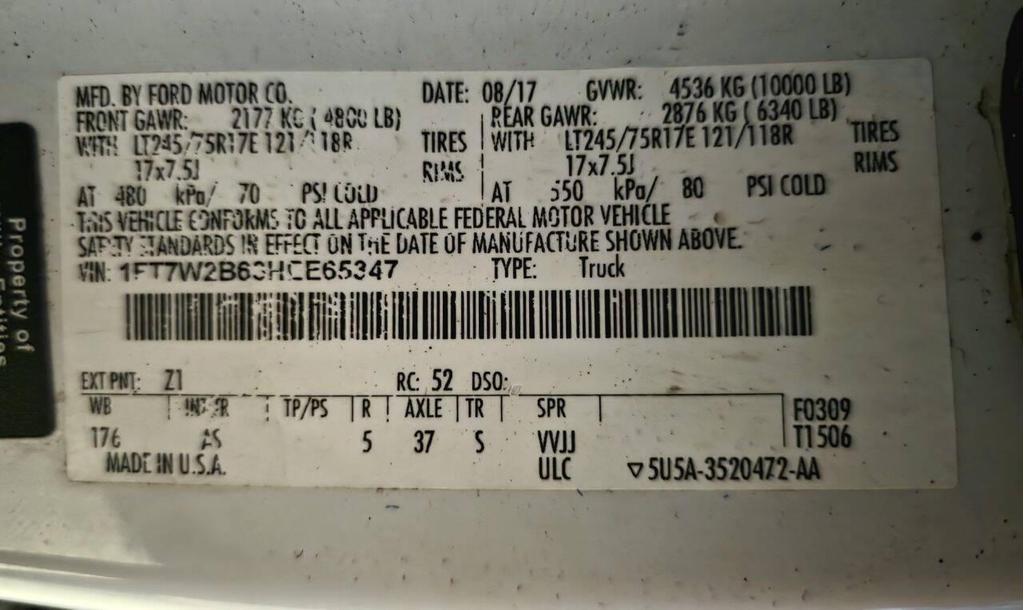 MFD. BY FORD MOTOR CO. DATE: 08/17 GVWR: 4536 KG (10000 LB)
FRONT GAWR: 2177 KG ( 4800 LB) REAR GAWR: 2876 KG ( 6340 LB)
WITH LT245/75R17E 121/118R TIRES WITH LT245/75R17E 121/118R TIRES
17x7.5J RIMS 17x7.5J RIMS
AT 480 kPa/ 70 PSI COLD AT 550 kPa/ 80 PSI COLD
THIS VEHICLE CONFORMS TO ALL APPLICABLE FEDERAL MOTOR VEHICLE
SAFETY STANDARDS IN EFFECT ON THE DATE OF MANUFACTURE SHOWN ABOVE.
VIN: TYPE: Truck
EXT PNT: Z1 RC: 52 DSO:
WB INT TR TP/PS R AXLE TR SPR F0309
176 AS 5 37 S VVJJ T1506
MADE IN U.S.A. ULC ▽5U5A-3520472-AA
Property of